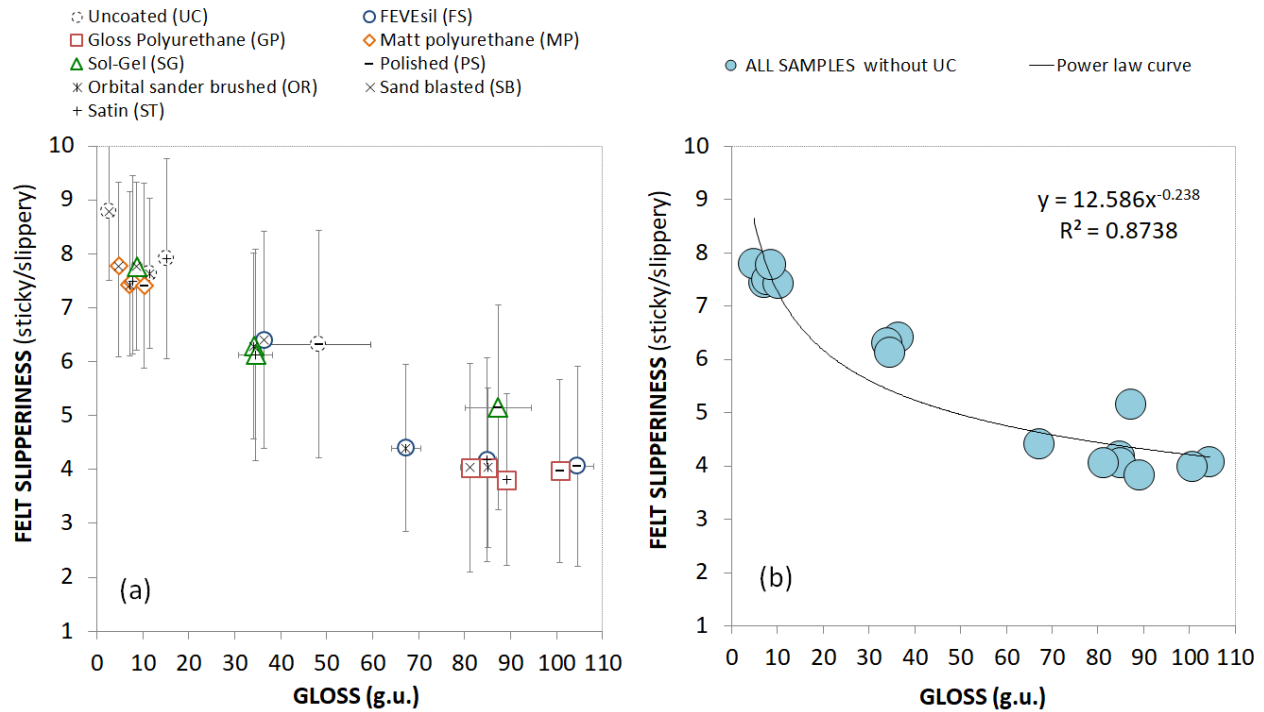 Uncoated (UC)
FEVEsil (FS)
Gloss Polyurethane (GP)
Matt polyurethane (MP)
Sol-Gel (SG)
Polished (PS)
Orbital sander brushed (OR)
Sand blasted (SB)
Satin (ST)
10
9
8
7
6
5
4
3
2
1
FELT SLIPPERINESS (sticky/slippery)
(a)
0 10 20 30 40 50 60 70 80 90 100 110
GLOSS (g.u.)
ALL SAMPLES without UC
Power law curve
10
9
8
7
6
5
4
3
2
1
FELT SLIPPERINESS (sticky/slippery)
y = 12.586x^-0.238
R² = 0.8738
(b)
0 10 20 30 40 50 60 70 80 90 100 110
GLOSS (g.u.)